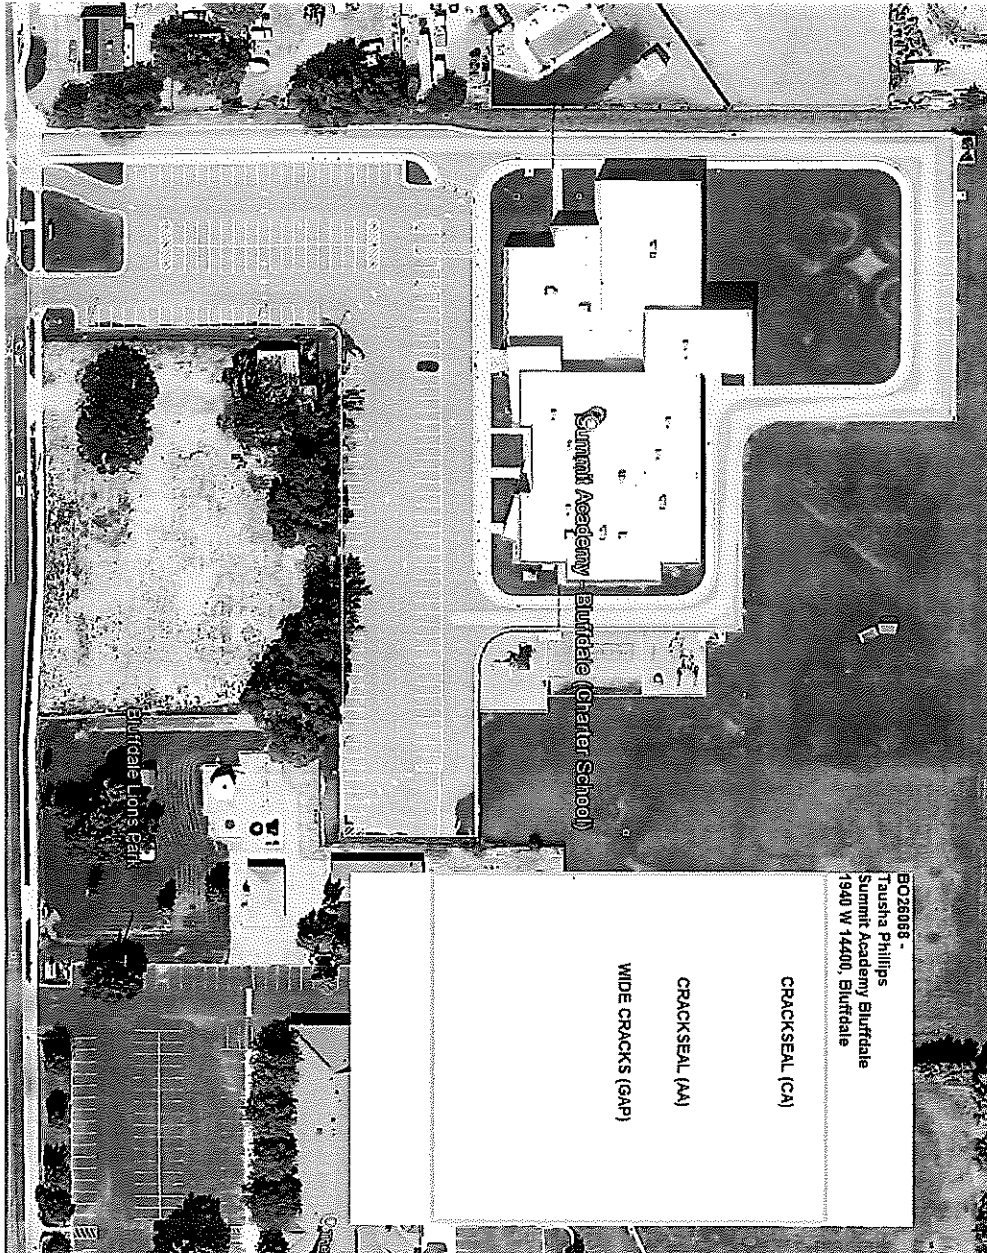 BO26068 -
Tausha Phillips
Summit Academy Bluffdale
1940 W 14400, Bluffdale
CRACKSEAL (CA)
CRACKSEAL (AA)
WIDE CRACKS (GAP)
Summit Academy - Bluffdale (Charter School)
Bluffdale Lions Park